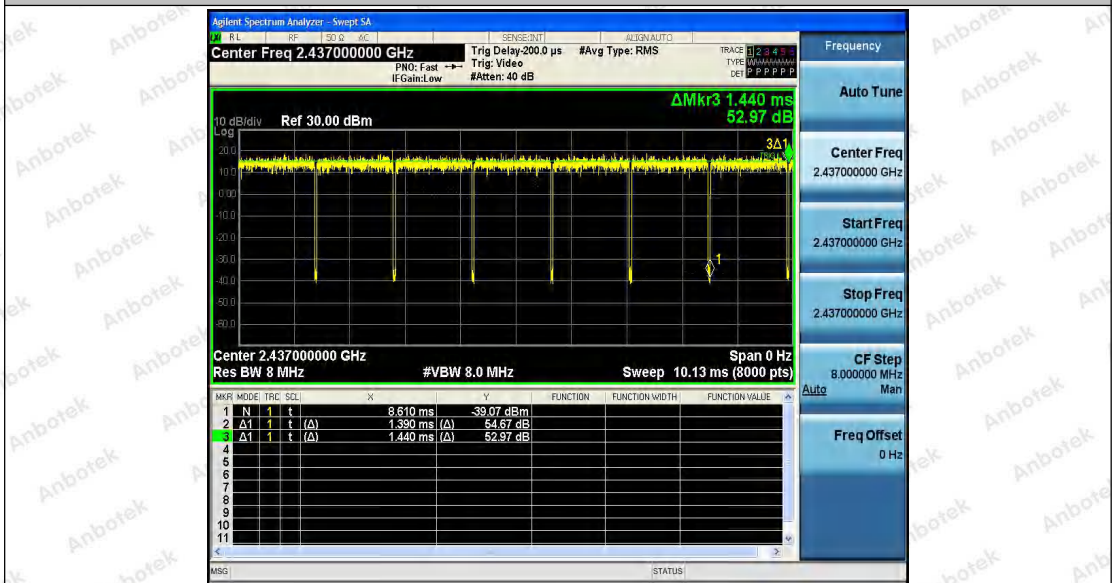 Agilent Spectrum Analyzer - Swept SA
RL RF 50 Ω AC SENSE:INT ALIGN AUTO
Center Freq 2.437000000 GHz
PNO: Fast
IFGain:Low
Trig Delay-200.0 µs
Trig: Video
#Atten: 40 dB
#Avg Type: RMS
TRACE 1 2 3 4 5 6
TYPE
DET P P P P P P
ΔMkr3 1.440 ms
52.97 dB
10 dB/div Ref 30.00 dBm
Log
3Δ1
20.0
10.0
0.00
-10.0
-20.0
-30.0
1
-40.0
-50.0
-60.0
Center 2.437000000 GHz Span 0 Hz
Res BW 8 MHz #VBW 8.0 MHz Sweep 10.13 ms (8000 pts)
MKR MODE TRC SCL X Y FUNCTION FUNCTION WIDTH FUNCTION VALUE
1 N 1 t 8.610 ms -39.07 dBm
2 Δ1 1 t (Δ) 1.390 ms (Δ) 54.67 dB
3 Δ1 1 t (Δ) 1.440 ms (Δ) 52.97 dB
4
5
6
7
8
9
10
11
MSG STATUS
Frequency
Auto Tune
Center Freq
2.437000000 GHz
Start Freq
2.437000000 GHz
Stop Freq
2.437000000 GHz
CF Step
8.000000 MHz
Auto Man
Freq Offset
0 Hz
Anbotek